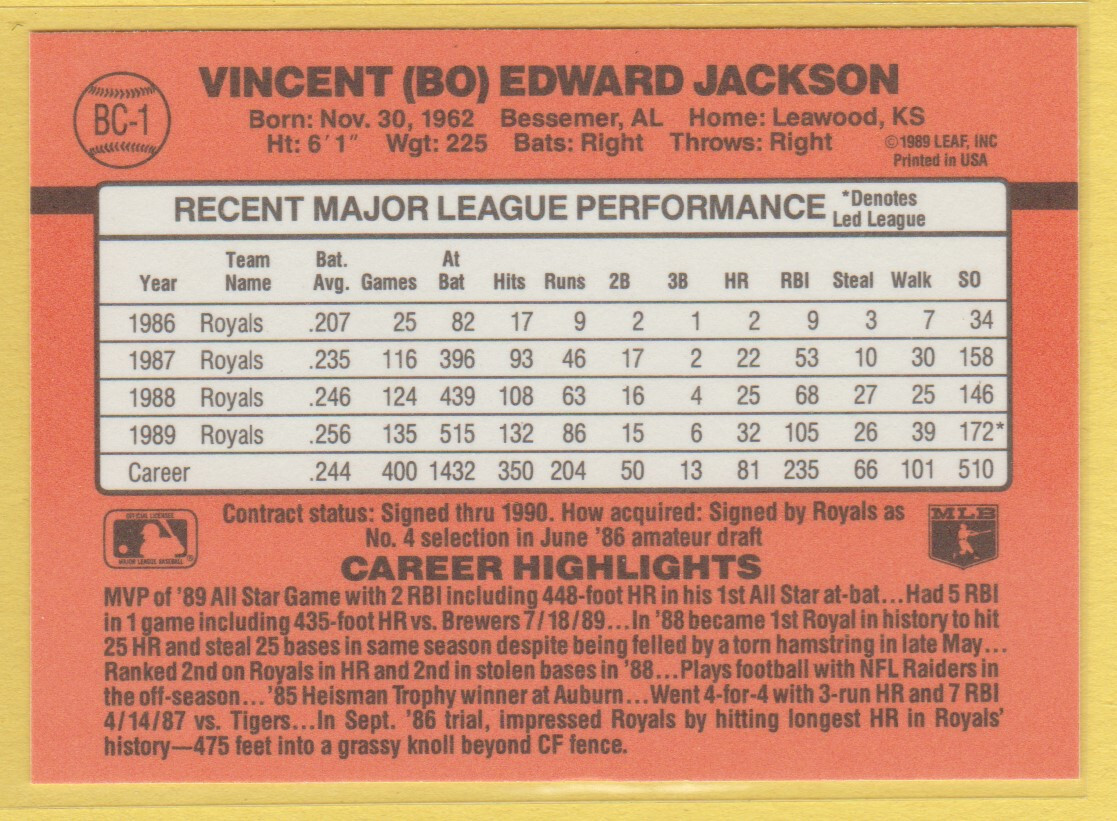 BC-1
VINCENT (BO) EDWARD JACKSON
Born: Nov. 30, 1962 Bessemer, AL Home: Leawood, KS
Ht: 6'1" Wgt: 225 Bats: Right Throws: Right
©1989 LEAF, INC
Printed in USA
RECENT MAJOR LEAGUE PERFORMANCE *Denotes Led League
Year Team Name Bat. Avg. Games At Bat Hits Runs 2B 3B HR RBI Steal Walk SO
1986 Royals .207 25 82 17 9 2 1 2 9 3 7 34
1987 Royals .235 116 396 93 46 17 2 22 53 10 30 158
1988 Royals .246 124 439 108 63 16 4 25 68 27 25 146
1989 Royals .256 135 515 132 86 15 6 32 105 26 39 172*
Career .244 400 1432 350 204 50 13 81 235 66 101 510
OFFICIAL LICENSEE
MAJOR LEAGUE BASEBALL
®
Contract status: Signed thru 1990. How acquired: Signed by Royals as
No. 4 selection in June '86 amateur draft
MLB
CAREER HIGHLIGHTS
MVP of '89 All Star Game with 2 RBI including 448-foot HR in his 1st All Star at-bat...Had 5 RBI
in 1 game including 435-foot HR vs. Brewers 7/18/89...In '88 became 1st Royal in history to hit
25 HR and steal 25 bases in same season despite being felled by a torn hamstring in late May...
Ranked 2nd on Royals in HR and 2nd in stolen bases in '88...Plays football with NFL Raiders in
the off-season...'85 Heisman Trophy winner at Auburn...Went 4-for-4 with 3-run HR and 7 RBI
4/14/87 vs. Tigers...In Sept. '86 trial, impressed Royals by hitting longest HR in Royals'
history—475 feet into a grassy knoll beyond CF fence.